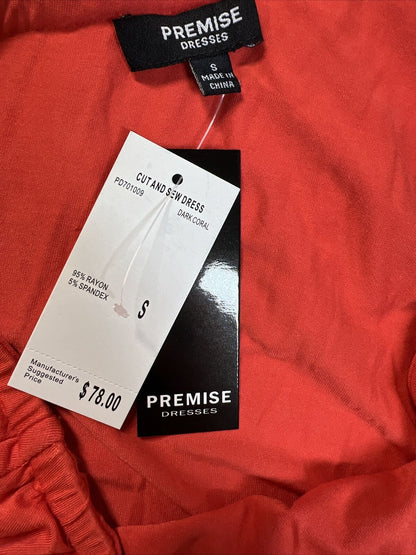 PREMISE
DRESSES
S
MADE IN
CHINA
CUT AND SEW DRESS
PD701009
DARK CORAL
95% RAYON
5% SPANDEX
S
Manufacturer's
Suggested
Price
$78.00
PREMISE
DRESSES